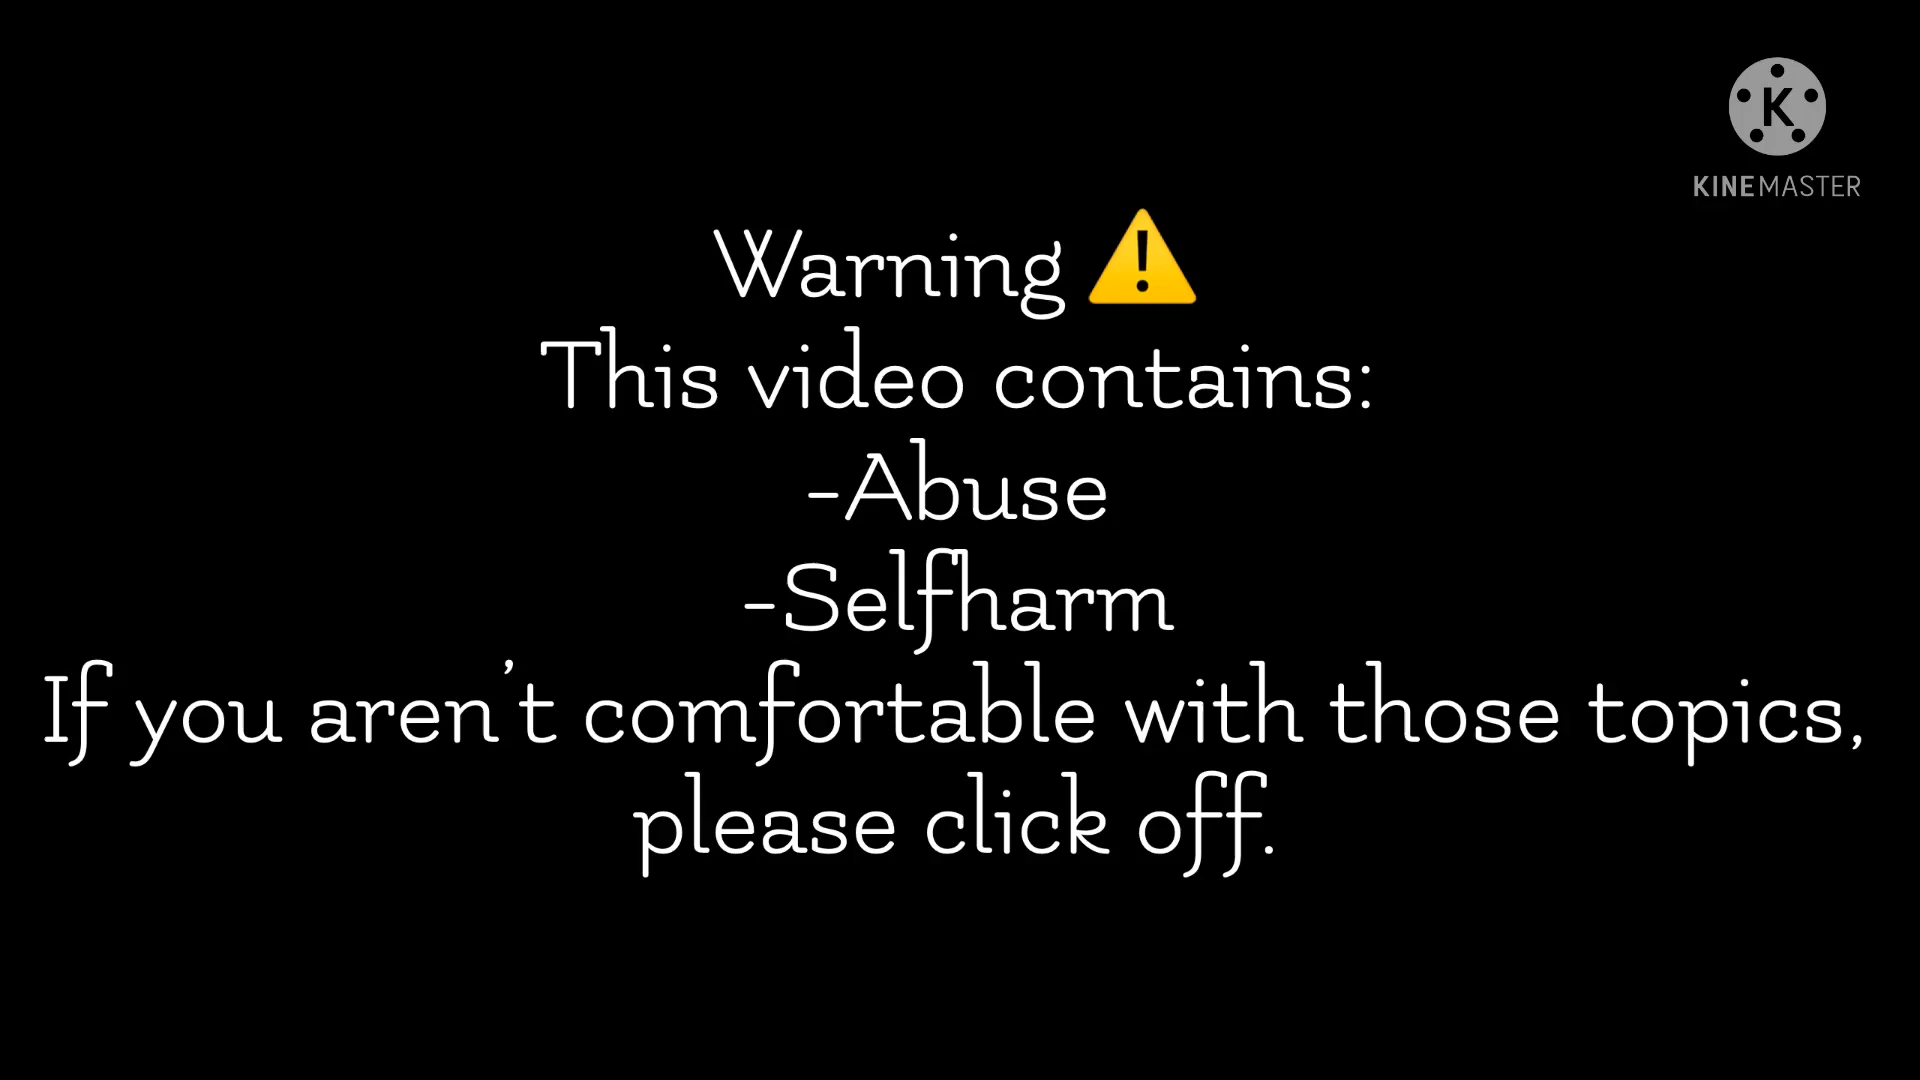 K
KINEMASTER
Warning ⚠️
This video contains:
-Abuse
-Selfharm
If you aren't comfortable with those topics,
please click off.